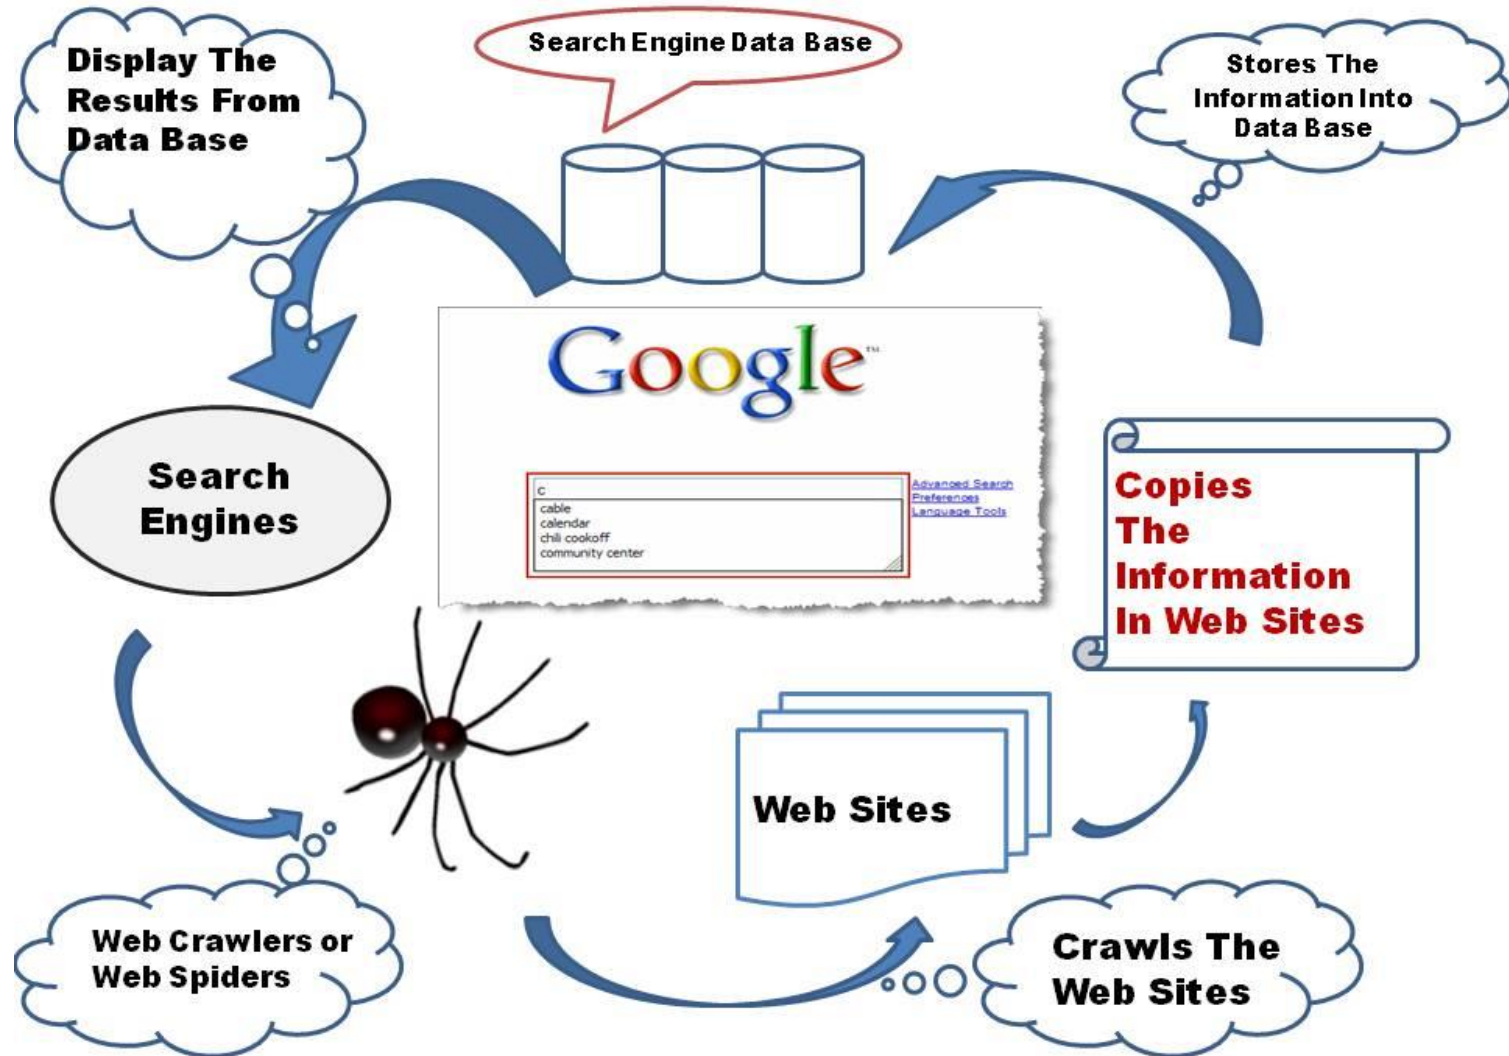 Display The
Results From
Data Base
Search Engine Data Base
Stores The
Information Into
Data Base
Google™
c
cable
calendar
chili cookoff
community center
Advanced Search
Preferences
Language Tools
Search
Engines
Copies
The
Information
In Web Sites
Web Sites
Web Crawlers or
Web Spiders
Crawls The
Web Sites